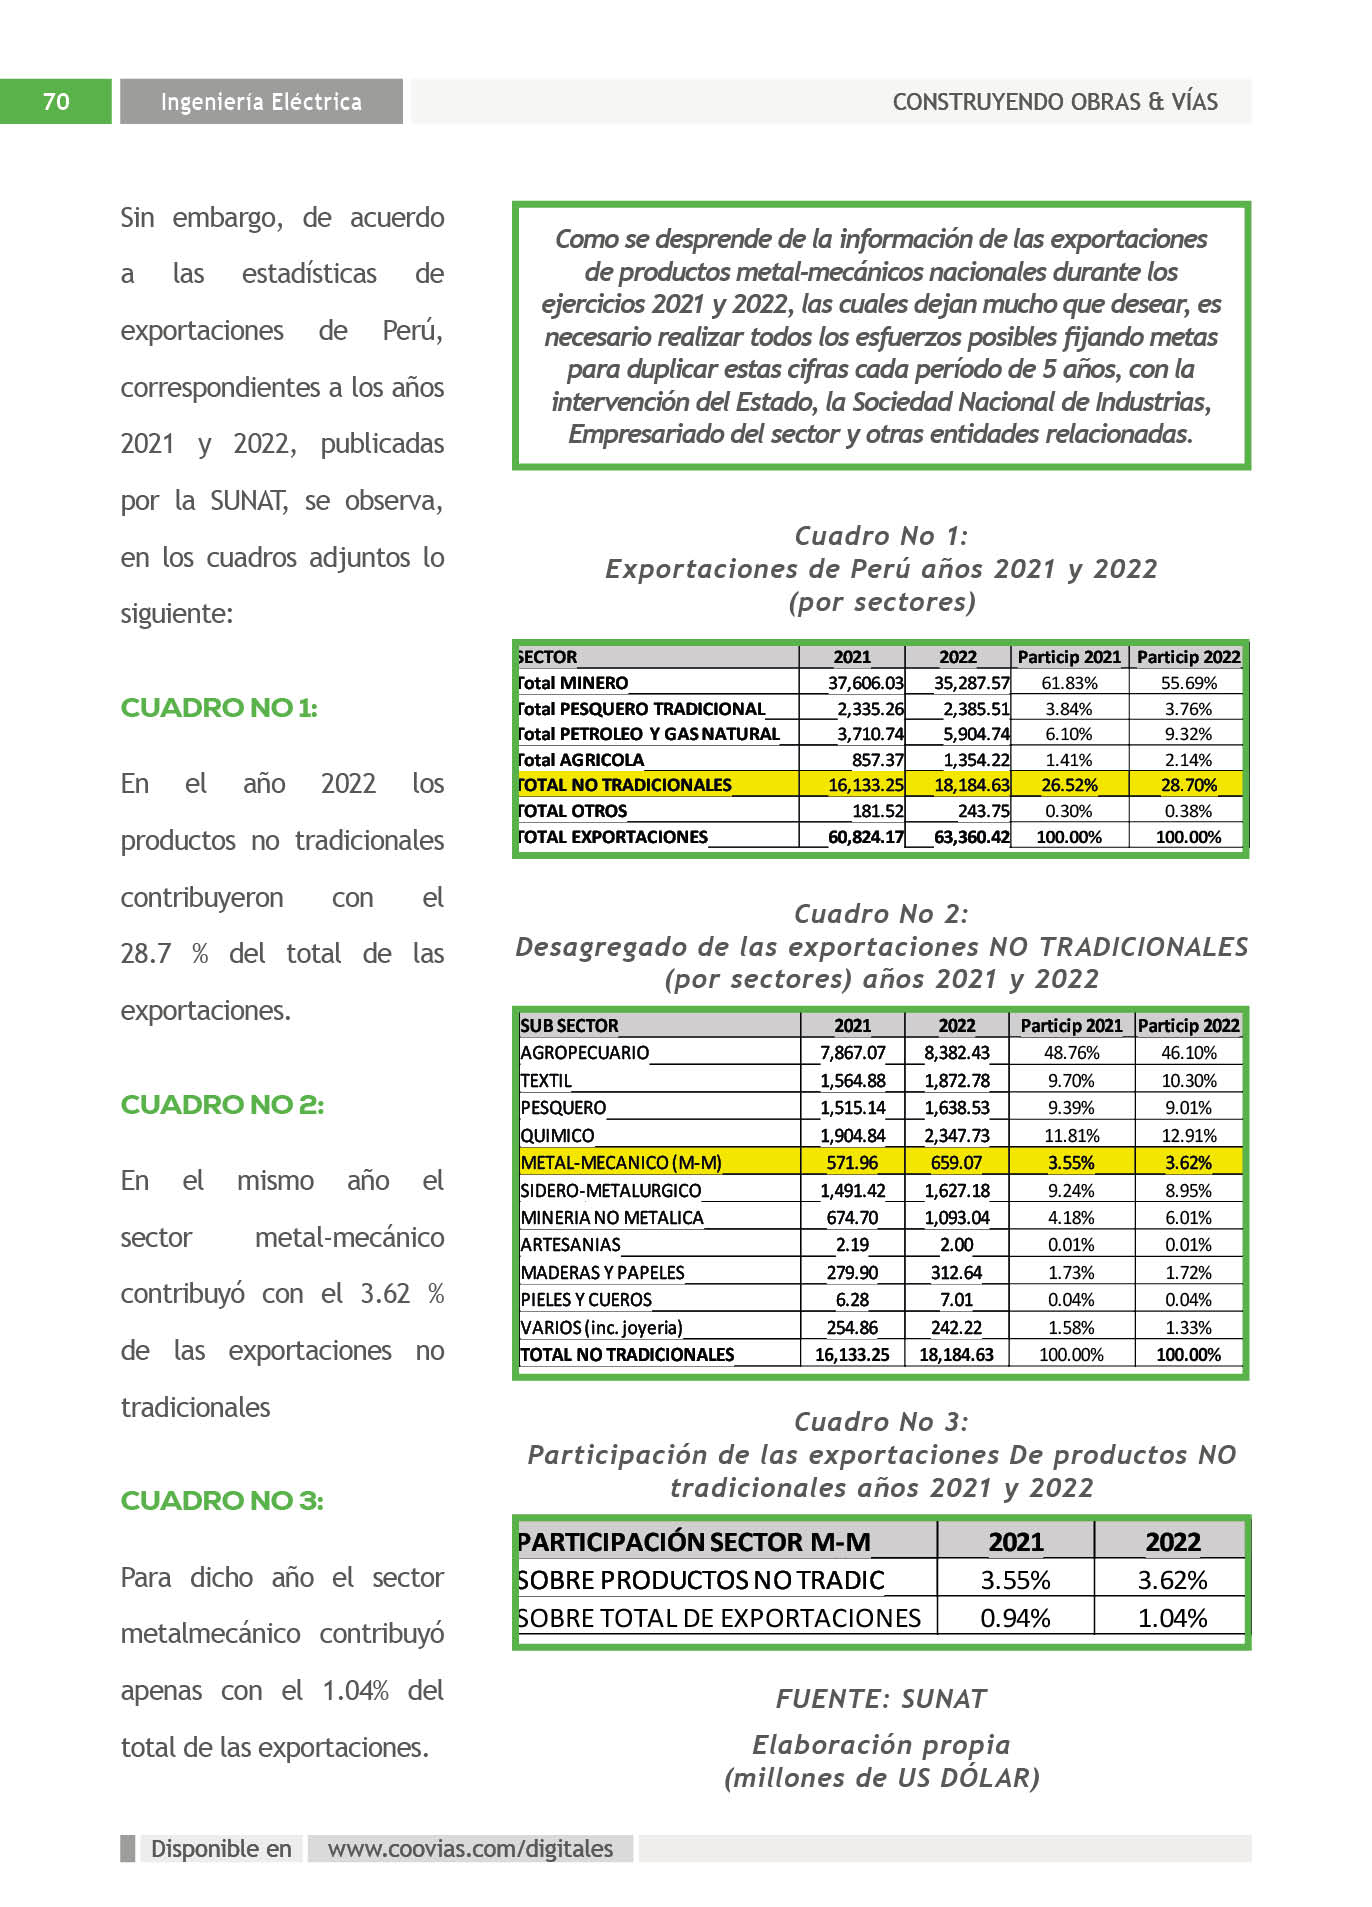 70
Ingeniería Eléctrica
CONSTRUYENDO OBRAS & VÍAS
Sin embargo, de acuerdo
a las estadísticas de
exportaciones de Perú,
correspondientes a los años
2021 y 2022, publicadas
por la SUNAT, se observa,
en los cuadros adjuntos lo
siguiente:
CUADRO NO 1:
En el año 2022 los
productos no tradicionales
contribuyeron con el
28.7 % del total de las
exportaciones.
CUADRO NO 2:
En el mismo año el
sector metal-mecánico
contribuyó con el 3.62 %
de las exportaciones no
tradicionales
CUADRO NO 3:
Para dicho año el sector
metalmecánico contribuyó
apenas con el 1.04% del
total de las exportaciones.
Como se desprende de la información de las exportaciones
de productos metal-mecánicos nacionales durante los
ejercicios 2021 y 2022, las cuales dejan mucho que desear, es
necesario realizar todos los esfuerzos posibles fijando metas
para duplicar estas cifras cada período de 5 años, con la
intervención del Estado, la Sociedad Nacional de Industrias,
Empresariado del sector y otras entidades relacionadas.
Cuadro No 1:
Exportaciones de Perú años 2021 y 2022
(por sectores)
SECTOR 2021 2022 Particip 2021 Particip 2022
Total MINERO 37,606.03 35,287.57 61.83% 55.69%
Total PESQUERO TRADICIONAL 2,335.26 2,385.51 3.84% 3.76%
Total PETROLEO Y GAS NATURAL 3,710.74 5,904.74 6.10% 9.32%
Total AGRICOLA 857.37 1,354.22 1.41% 2.14%
TOTAL NO TRADICIONALES 16,133.25 18,184.63 26.52% 28.70%
TOTAL OTROS 181.52 243.75 0.30% 0.38%
TOTAL EXPORTACIONES 60,824.17 63,360.42 100.00% 100.00%
Cuadro No 2:
Desagregado de las exportaciones NO TRADICIONALES
(por sectores) años 2021 y 2022
SUB SECTOR 2021 2022 Particip 2021 Particip 2022
AGROPECUARIO 7,867.07 8,382.43 48.76% 46.10%
TEXTIL 1,564.88 1,872.78 9.70% 10.30%
PESQUERO 1,515.14 1,638.53 9.39% 9.01%
QUIMICO 1,904.84 2,347.73 11.81% 12.91%
METAL-MECANICO (M-M) 571.96 659.07 3.55% 3.62%
SIDERO-METALURGICO 1,491.42 1,627.18 9.24% 8.95%
MINERIA NO METALICA 674.70 1,093.04 4.18% 6.01%
ARTESANIAS 2.19 2.00 0.01% 0.01%
MADERAS Y PAPELES 279.90 312.64 1.73% 1.72%
PIELES Y CUEROS 6.28 7.01 0.04% 0.04%
VARIOS (inc. joyeria) 254.86 242.22 1.58% 1.33%
TOTAL NO TRADICIONALES 16,133.25 18,184.63 100.00% 100.00%
Cuadro No 3:
Participación de las exportaciones De productos NO
tradicionales años 2021 y 2022
PARTICIPACIÓN SECTOR M-M 2021 2022
SOBRE PRODUCTOS NO TRADIC 3.55% 3.62%
SOBRE TOTAL DE EXPORTACIONES 0.94% 1.04%
FUENTE: SUNAT
Elaboración propia
(millones de US DÓLAR)
Disponible en www.coovias.com/digitales